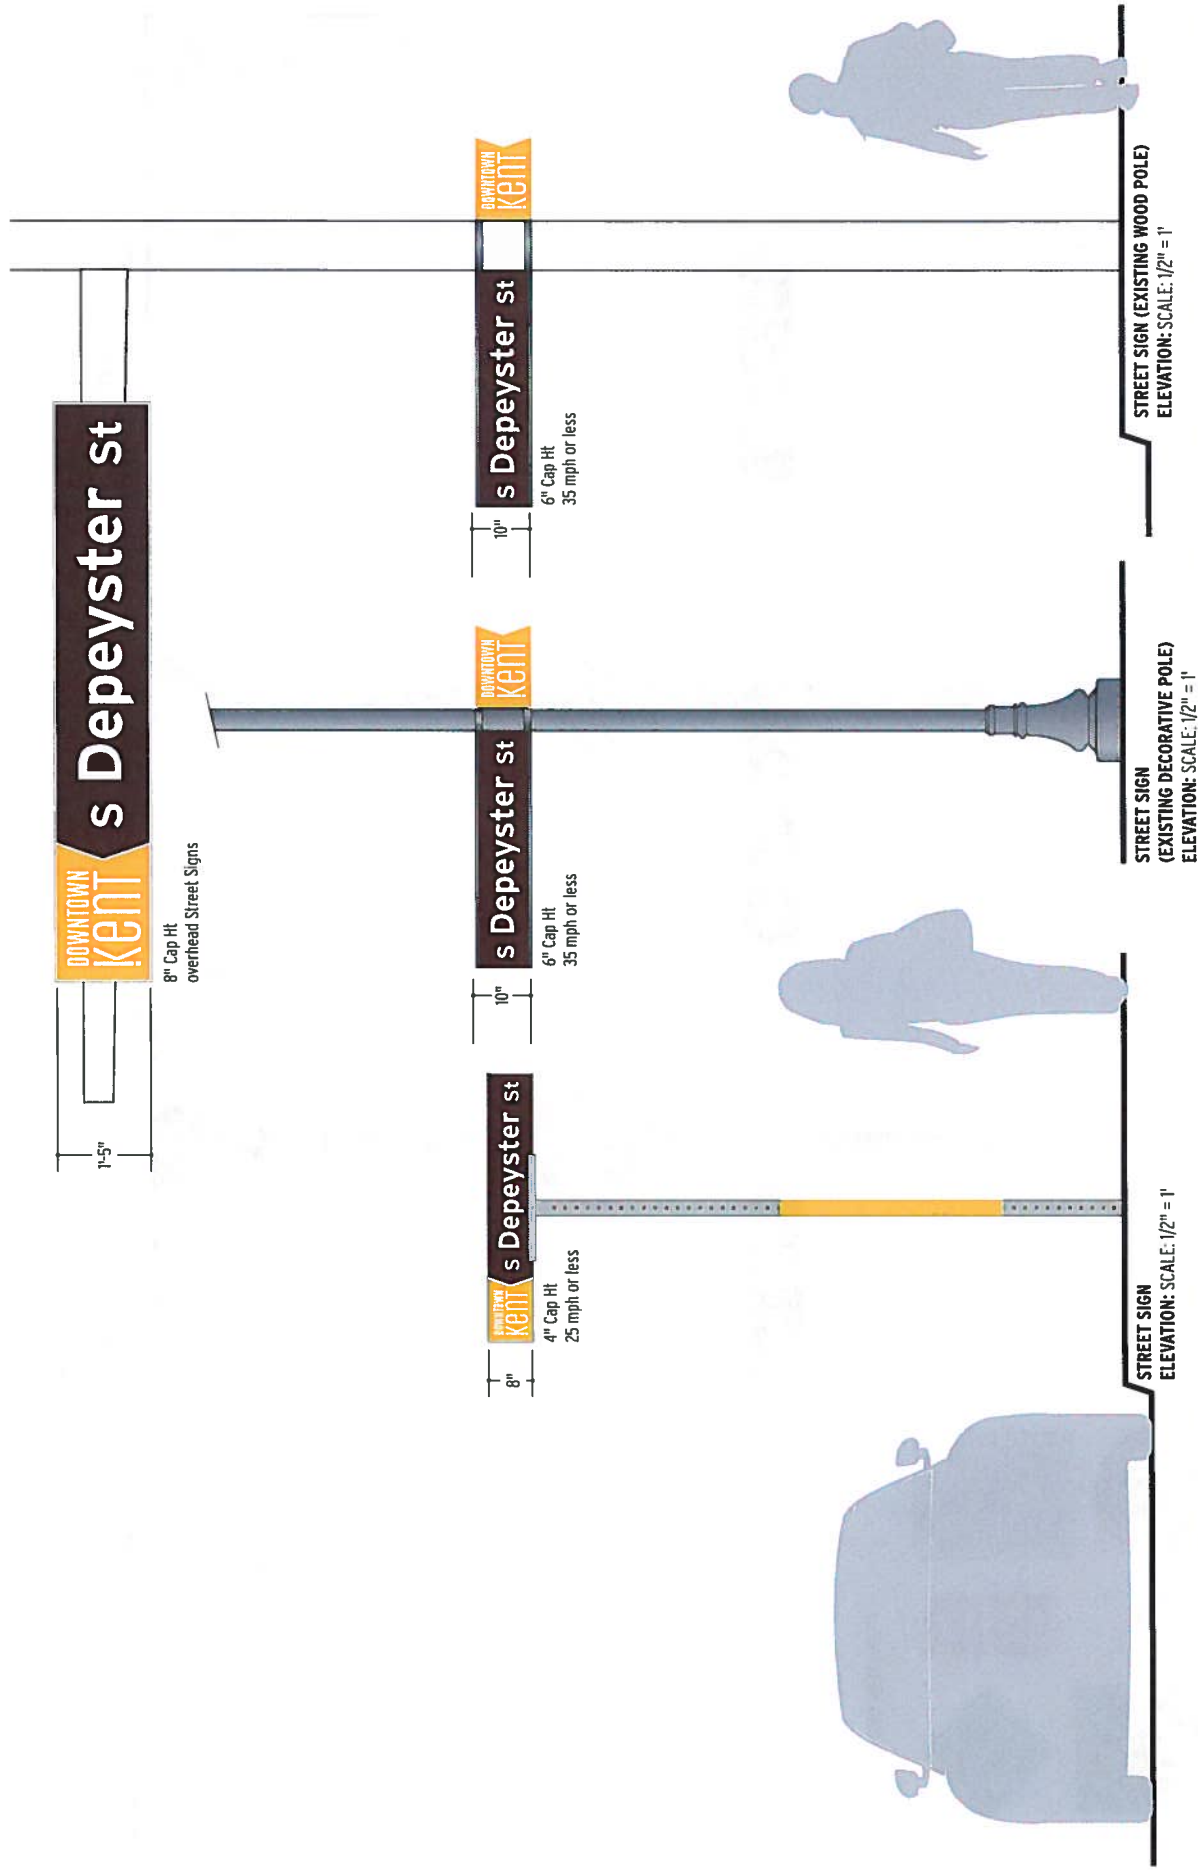 1'-5"
DOWNTOWN
Kent
s Depeyster st
8" Cap Ht
overhead Street Signs
8"
DOWNTOWN
Kent
s Depeyster st
4" Cap Ht
25 mph or less
10"
s Depeyster st
DOWNTOWN
Kent
6" Cap Ht
35 mph or less
10"
s Depeyster st
DOWNTOWN
Kent
6" Cap Ht
35 mph or less
STREET SIGN
ELEVATION: SCALE: 1/2" = 1'
STREET SIGN
(EXISTING DECORATIVE POLE)
ELEVATION: SCALE: 1/2" = 1'
STREET SIGN (EXISTING WOOD POLE)
ELEVATION: SCALE: 1/2" = 1'